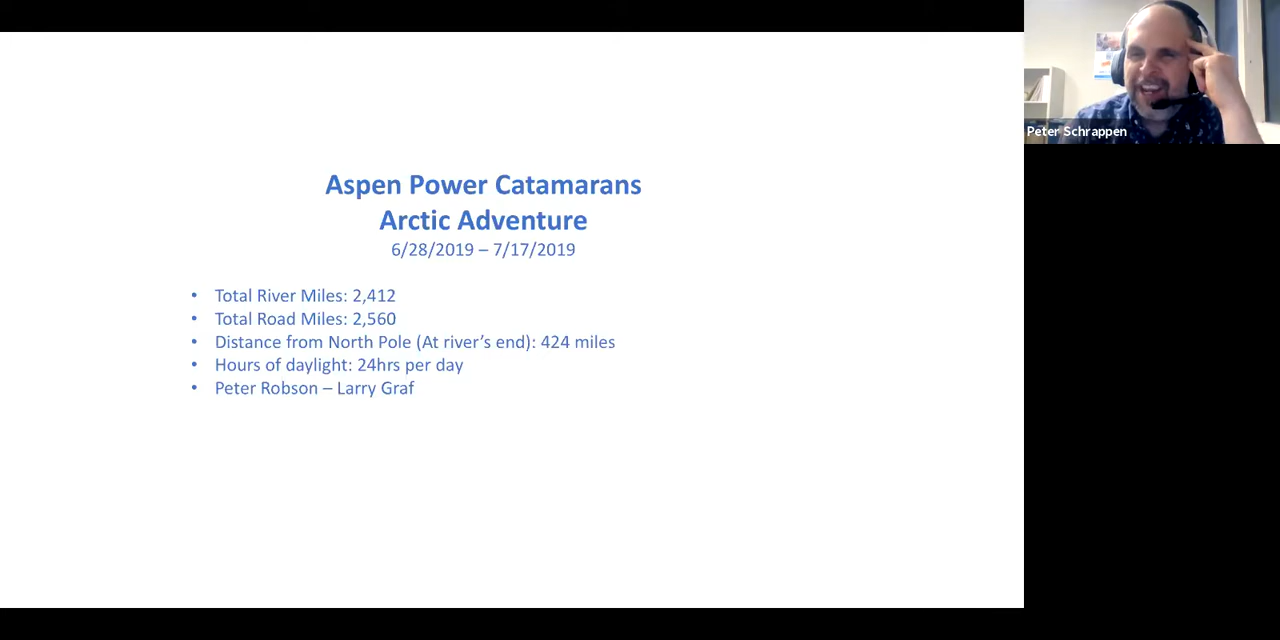 Aspen Power Catamarans
Arctic Adventure
6/28/2019 – 7/17/2019
• Total River Miles: 2,412
• Total Road Miles: 2,560
• Distance from North Pole (At river’s end): 424 miles
• Hours of daylight: 24hrs per day
• Peter Robson – Larry Graf
Peter Schrappen